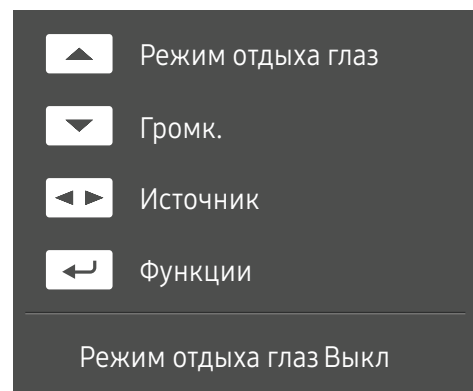 Режим отдыха глаз
Громк.
Источник
Функции
Режим отдыха глаз Выкл